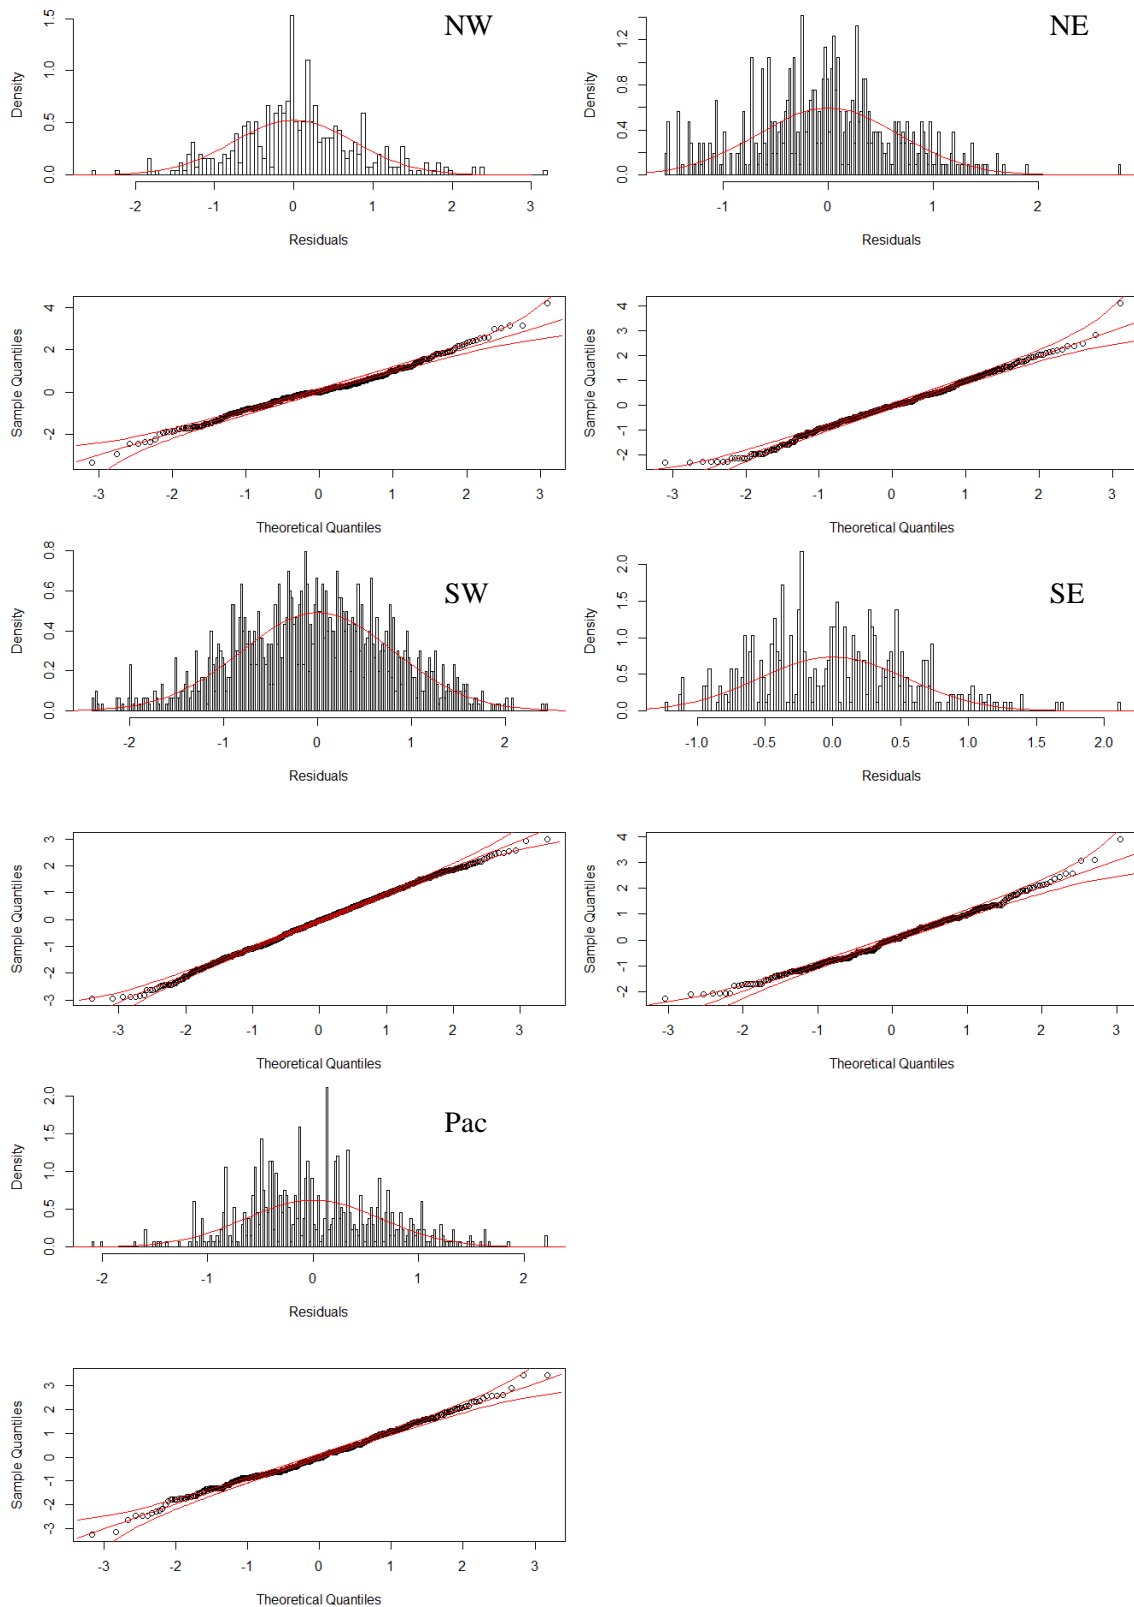 NW
Density
0.0 0.5 1.0 1.5
-2 -1 0 1 2 3
Residuals
NE
Density
0.0 0.4 0.8 1.2
-1 0 1 2
Residuals
Sample Quantiles
-2 0 2 4
-3 -2 -1 0 1 2 3
Theoretical Quantiles
Sample Quantiles
-2 -1 0 1 2 3 4
-3 -2 -1 0 1 2 3
Theoretical Quantiles
SW
Density
0.0 0.2 0.4 0.6 0.8
-2 -1 0 1 2
Residuals
SE
Density
0.0 0.5 1.0 1.5 2.0
-1.0 -0.5 0.0 0.5 1.0 1.5 2.0
Residuals
Sample Quantiles
-3 -2 -1 0 1 2 3
-3 -2 -1 0 1 2 3
Theoretical Quantiles
Sample Quantiles
-2 -1 0 1 2 3 4
-3 -2 -1 0 1 2 3
Theoretical Quantiles
Pac
Density
0.0 0.5 1.0 1.5 2.0
-2 -1 0 1 2
Residuals
Sample Quantiles
-3 -2 -1 0 1 2 3
-3 -2 -1 0 1 2 3
Theoretical Quantiles